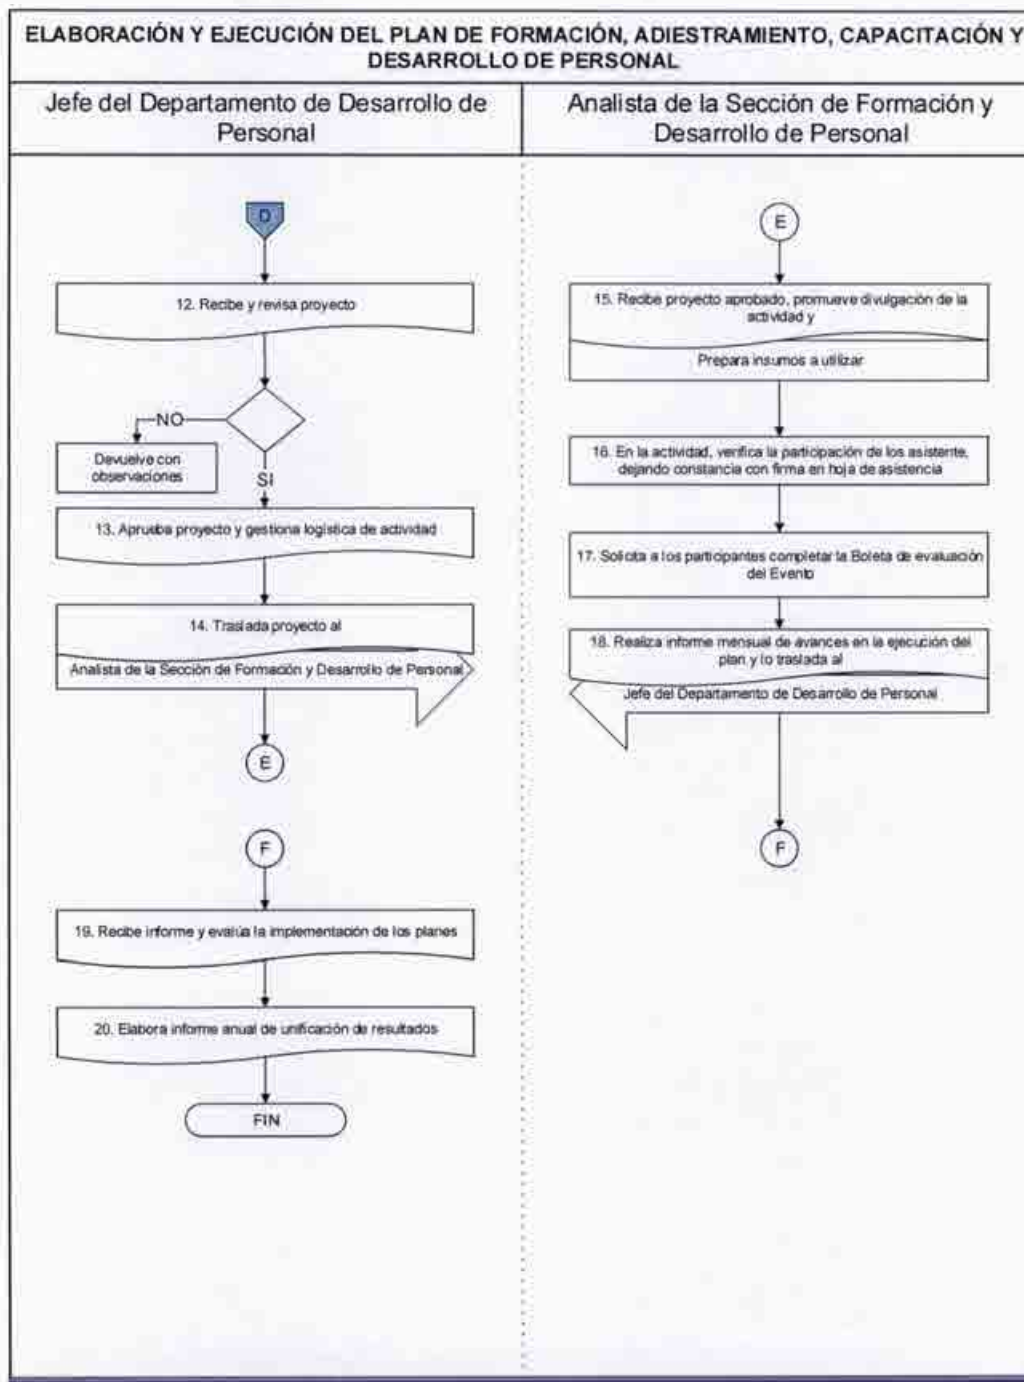 ELABORACIÓN Y EJECUCIÓN DEL PLAN DE FORMACIÓN, ADIESTRAMIENTO, CAPACITACIÓN Y
DESARROLLO DE PERSONAL
Jefe del Departamento de Desarrollo de
Personal
Analista de la Sección de Formación y
Desarrollo de Personal
D
12. Recibe y revisa proyecto
NO
Devuelve con
observaciones
SI
13. Aprueba proyecto y gestiona logística de actividad
14. Traslada proyecto al
Analista de la Sección de Formación y Desarrollo de Personal
E
F
19. Recibe informe y evalúa la implementación de los planes
20. Elabora informe anual de unificación de resultados
FIN
E
15. Recibe proyecto aprobado, promueve divulgación de la
actividad y
Prepara insumos a utilizar
16. En la actividad, verifica la participación de los asistente,
dejando constancia con firma en hoja de asistencia
17. Solicita a los participantes completar la Boleta de evaluación
del Evento
18. Realiza informe mensual de avances en la ejecución del
plan y lo traslada al
Jefe del Departamento de Desarrollo de Personal
F